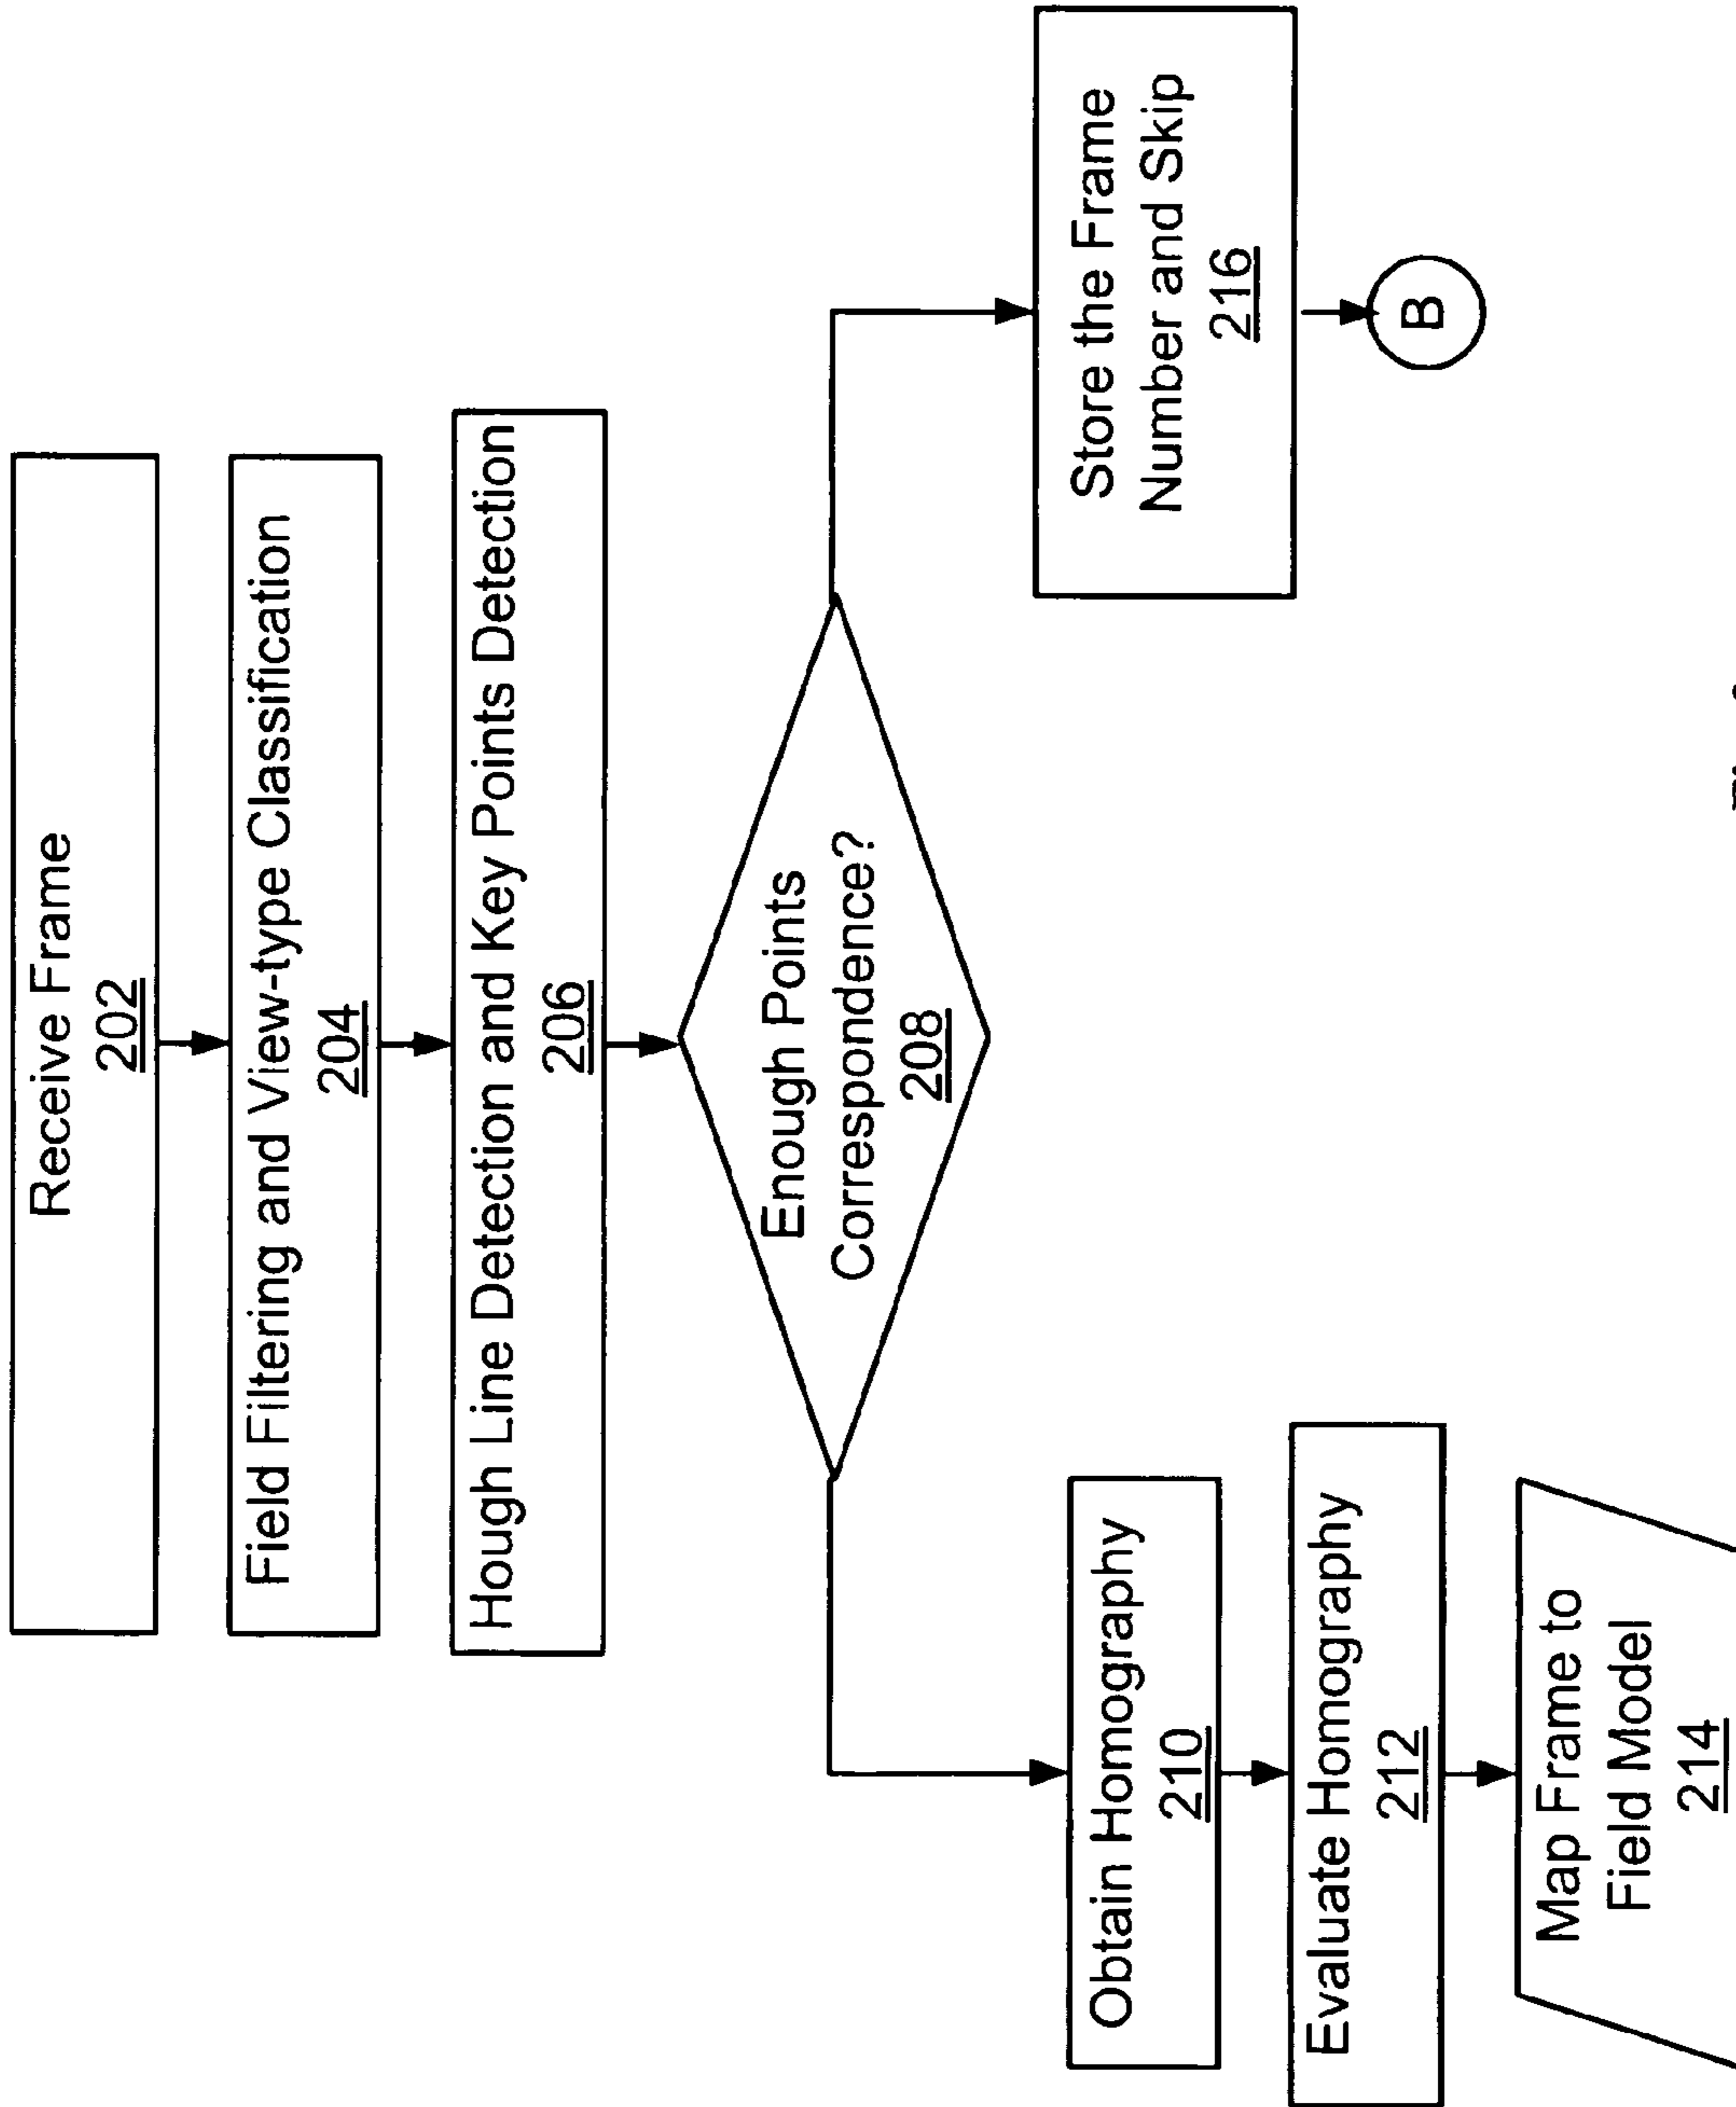 Receive Frame
202
Field Filtering and View-type Classification
204
Hough Line Detection and Key Points Detection
206
Enough Points
Correspondence?
208
Obtain Homography
210
Evaluate Homography
212
Map Frame to
Field Model
214
Store the Frame
Number and Skip
216
B